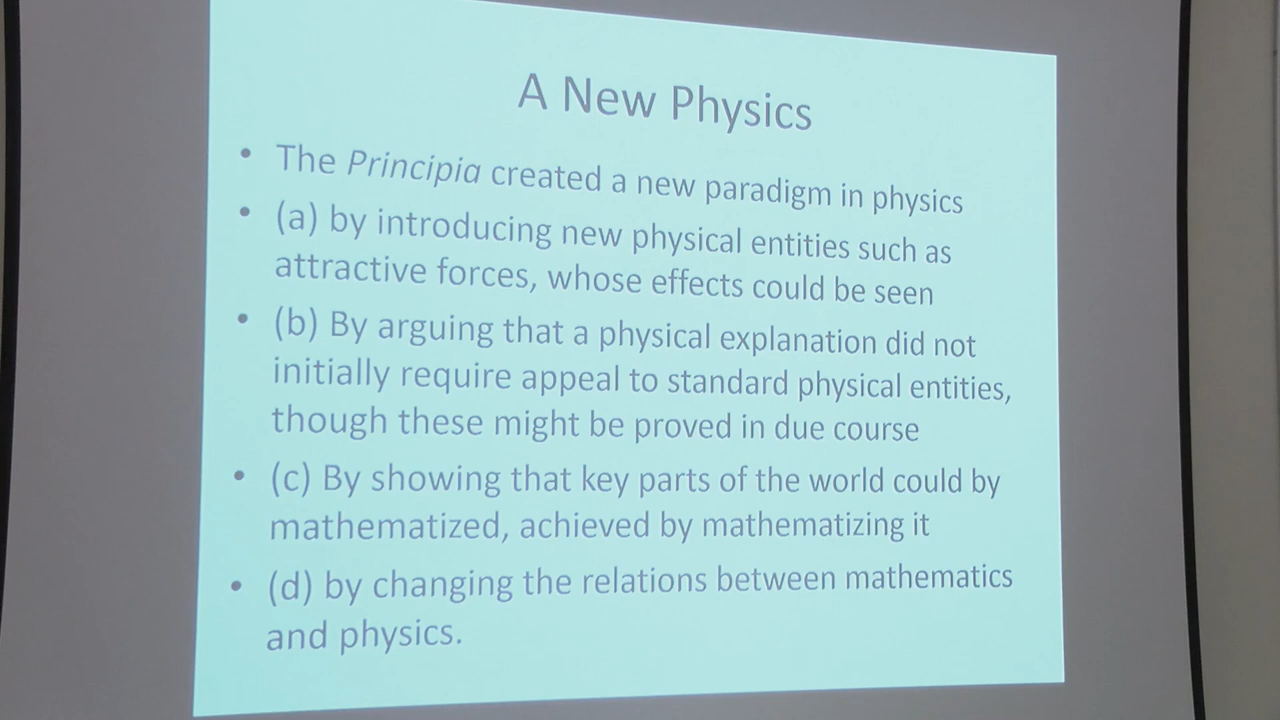 A New Physics
• The Principia created a new paradigm in physics
• (a) by introducing new physical entities such as
attractive forces, whose effects could be seen
• (b) By arguing that a physical explanation did not
initially require appeal to standard physical entities,
though these might be proved in due course
• (c) By showing that key parts of the world could by
mathematized, achieved by mathematizing it
• (d) by changing the relations between mathematics
and physics.